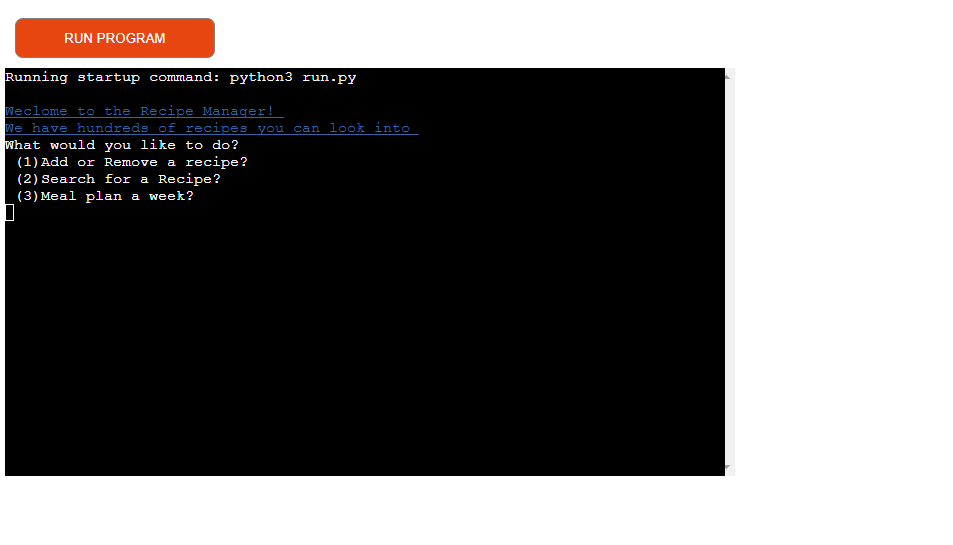 RUN PROGRAM
Running startup command: python3 run.py
Weclome to the Recipe Manager!
We have hundreds of recipes you can look into
What would you like to do?
(1)Add or Remove a recipe?
(2)Search for a Recipe?
(3)Meal plan a week?